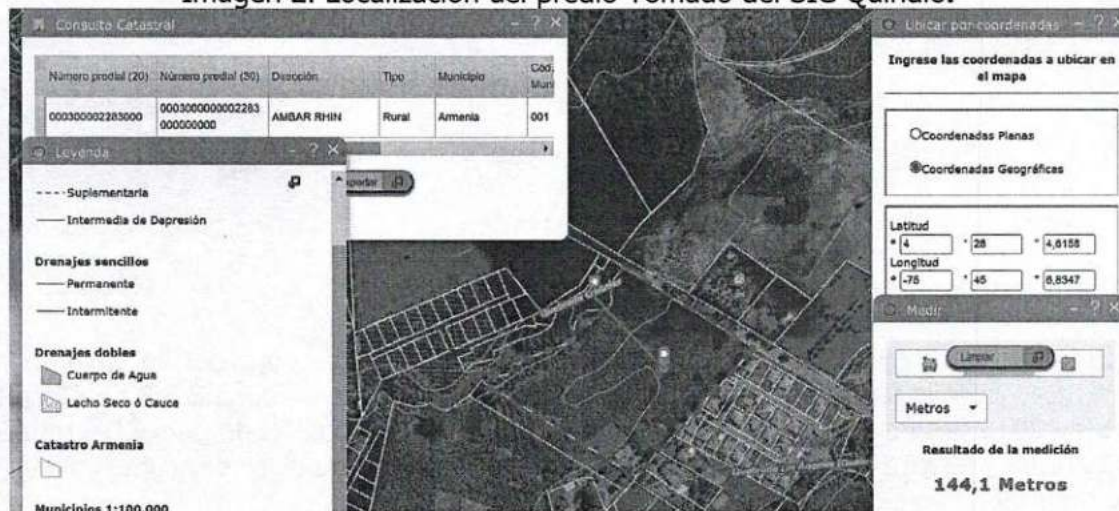 Imagen 2. Localización del predio Tomado del SIG Quindío.
Consulta Catastral
Número predial (20) Número predial (30) Dirección Tipo Municipio Cód. Muni
000300002283000 0003000000002283000000000 AMBAR RHIN Rural Armenia 001
Leyenda
Suplementaria
Intermedia de Depresión
Drenajes sencillos
Permanente
Intermitente
Drenajes dobles
Cuerpo de Agua
Lecho Seco ó Cauce
Catastro Armenia
Municipios 1:100.000
Ubicar por coordenadas
Ingrese las coordenadas a ubicar en el mapa
Coordenadas Planas
Coordenadas Geográficas
Latitud
* 4 ° 28 ° 4,6158
Longitud
* -75 ° 45 ° 6,8347
Medir
Limpiar
Metros
Resultado de la medición
144,1 Metros